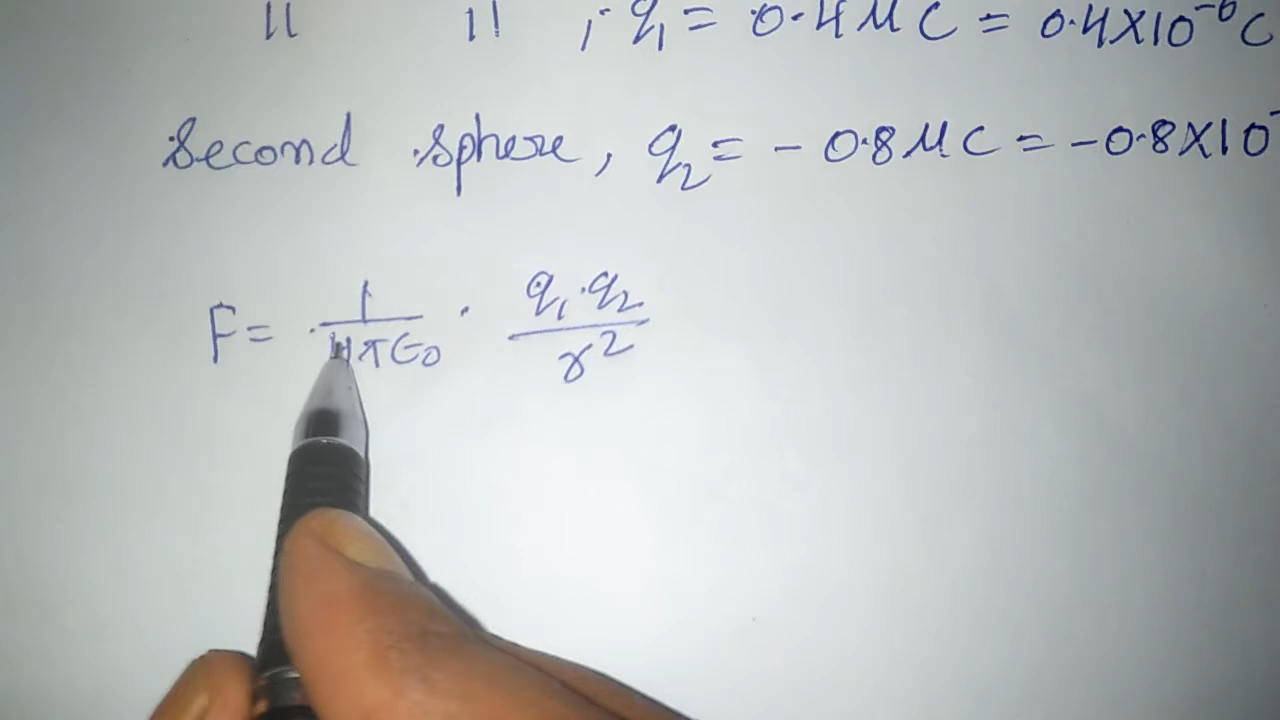 " " , q₁ = 0.4 μC = 0.4×10⁻⁶ C
Second sphere, q₂ = - 0.8 μC = - 0.8×10⁻
F = 1/4πϵ₀ · q₁·q₂/r²